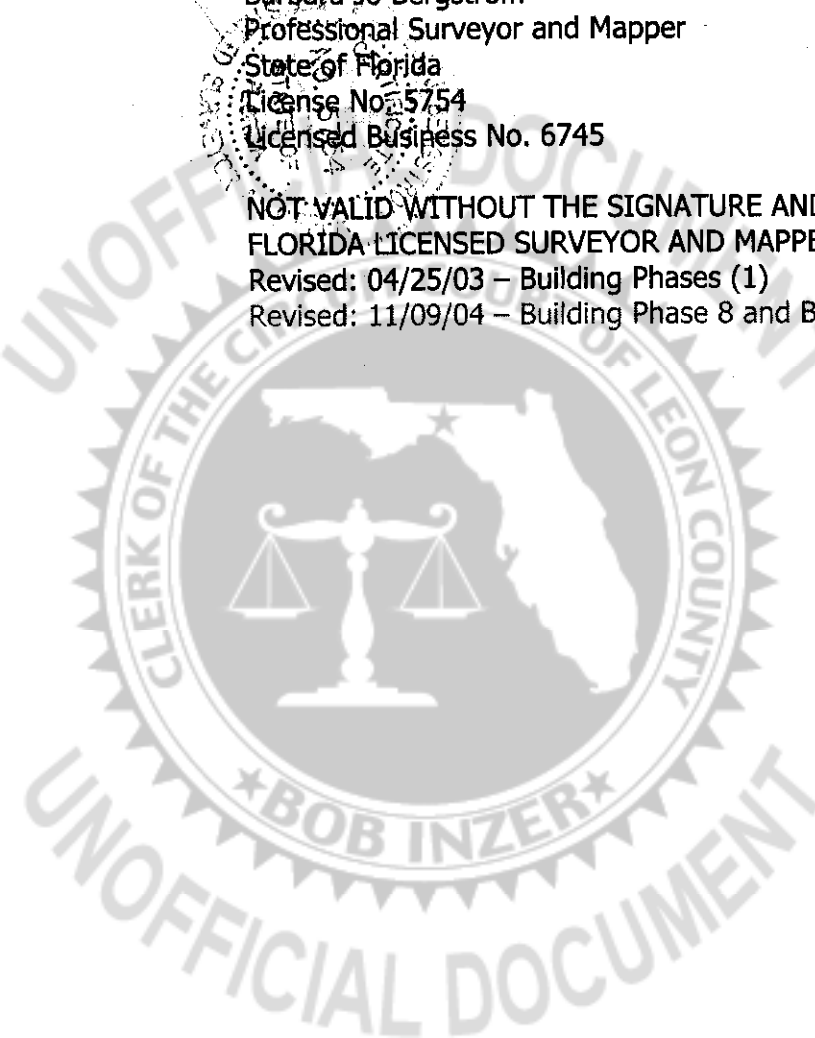 Professional Surveyor and Mapper
State of Florida
License No. 5754
Licensed Business No. 6745
NOT VALID WITHOUT THE SIGNATURE AND
FLORIDA LICENSED SURVEYOR AND MAPPE
Revised: 04/25/03 – Building Phases (1)
Revised: 11/09/04 – Building Phase 8 and B
UNOFFICIAL DOCUMENT
CLERK OF THE CI OF LEON COUNTY
★BOB INZER★
UNOFFICIAL DOCUMENT